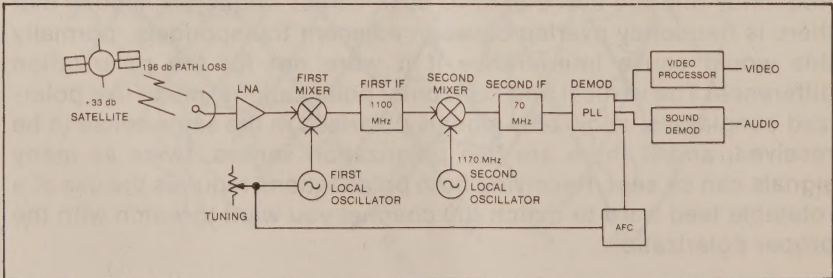 196 db PATH LOSS
+33 db
SATELLITE
LNA
FIRST
MIXER
FIRST IF
1100
MHz
SECOND
MIXER
SECOND IF
70
MHz
DEMOD
PLL
VIDEO
PROCESSOR
VIDEO
SOUND
DEMOD
AUDIO
1170 MHz
FIRST
LOCAL
OSCILLATOR
SECOND
LOCAL
OSCILLATOR
TUNING
AFC